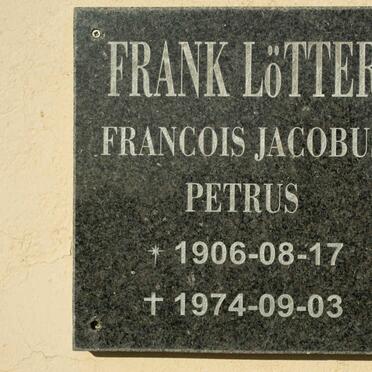 FRANK LöTTER
FRANCOIS JACOBU
PETRUS
* 1906-08-17
† 1974-09-03